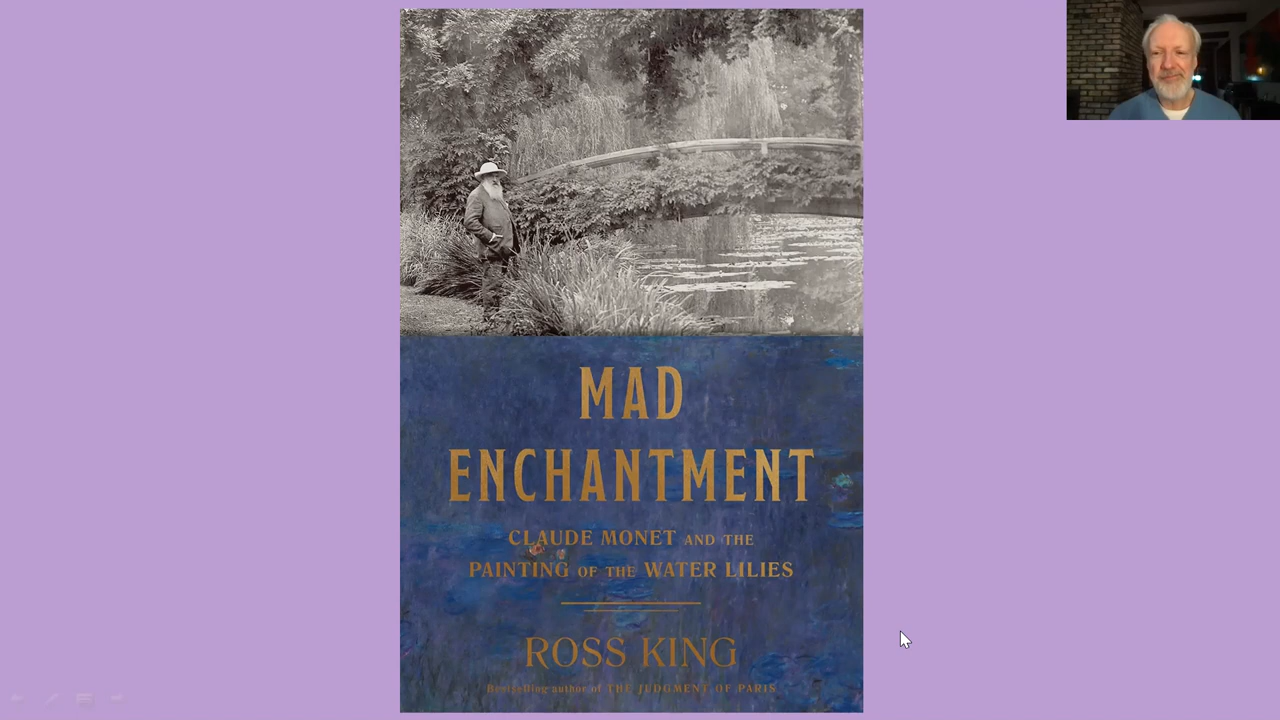 MAD
ENCHANTMENT
CLAUDE MONET AND THE
PAINTING OF THE WATER LILIES
ROSS KING
Bestselling author of THE JUDGMENT OF PARIS